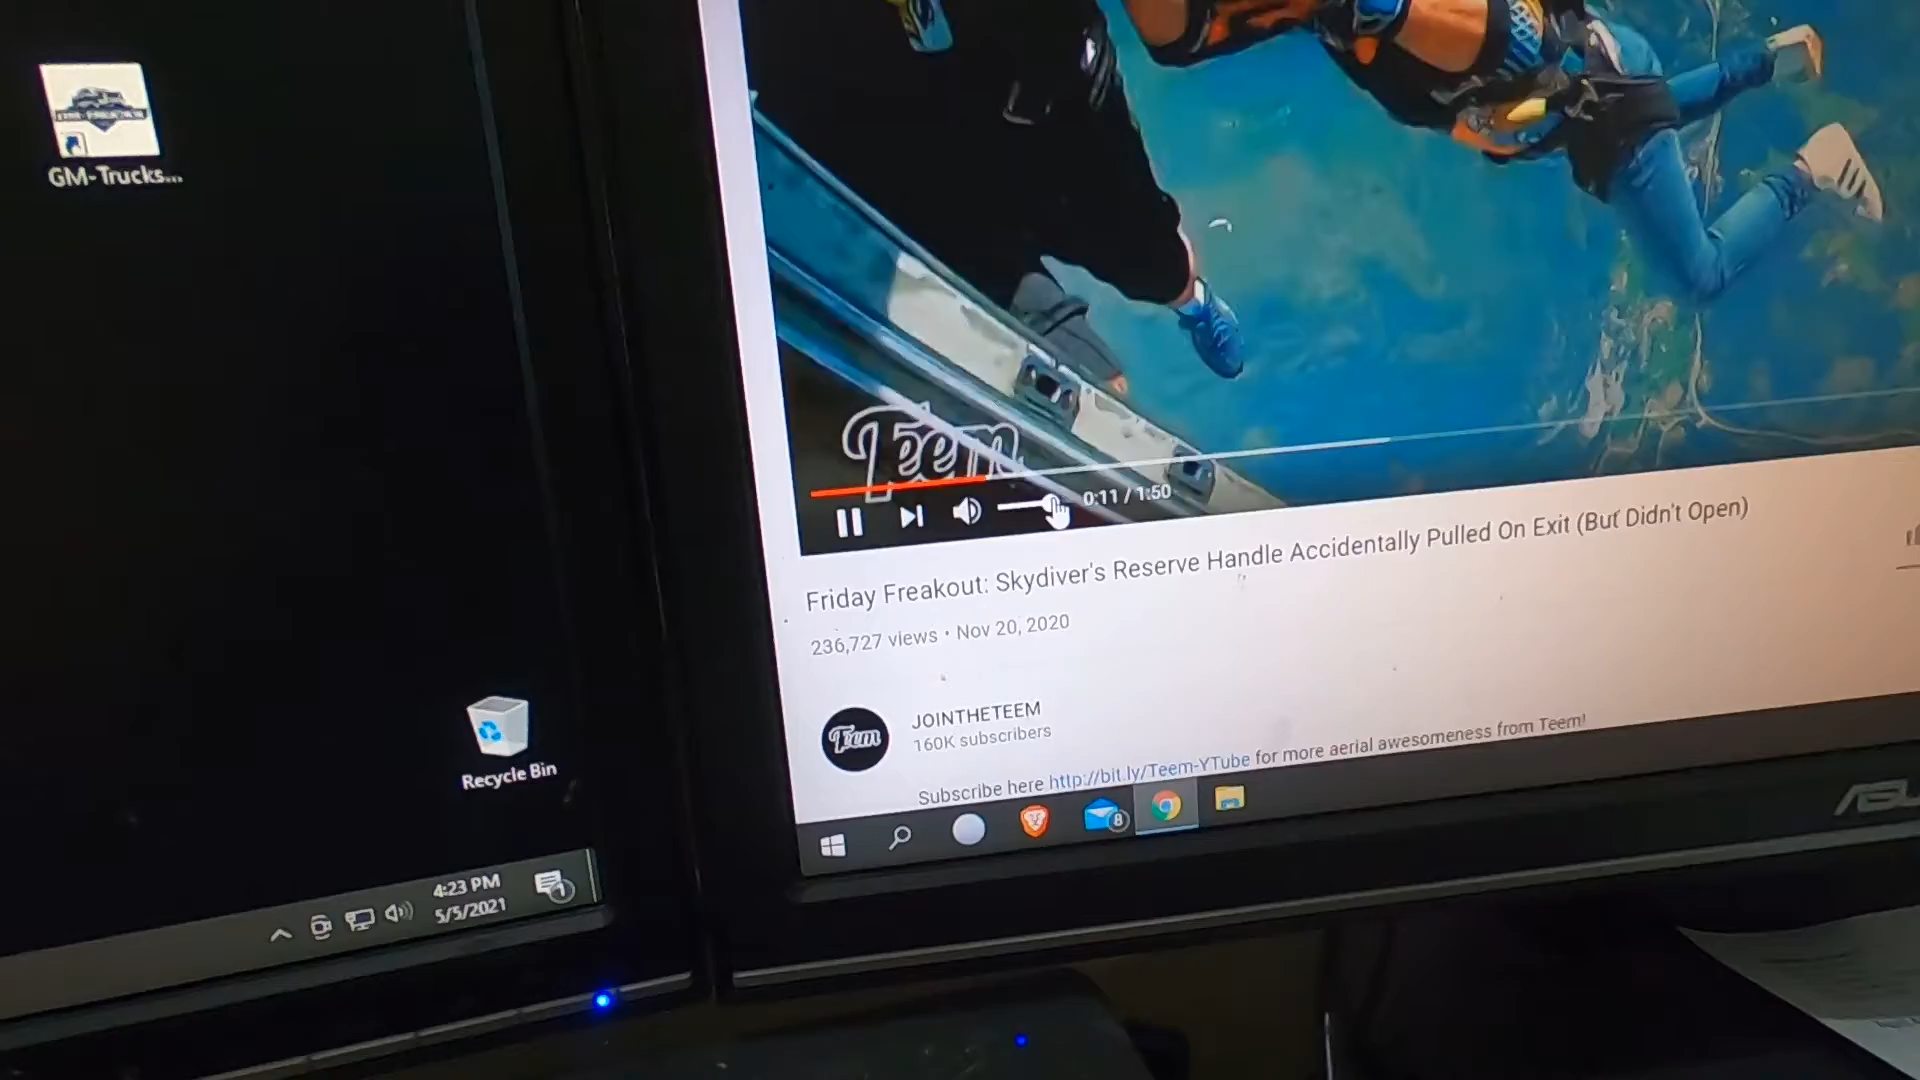 GM-Trucks...
Recycle Bin
4:23 PM
5/5/2021
1
Teem
0:11 / 1:50
Friday Freakout: Skydiver's Reserve Handle Accidentally Pulled On Exit (But Didn't Open)
236,727 views • Nov 20, 2020
Teem
JOINTHETEEM
160K subscribers
Subscribe here http://bit.ly/Teem-YTube for more aerial awesomeness from Teem!
8